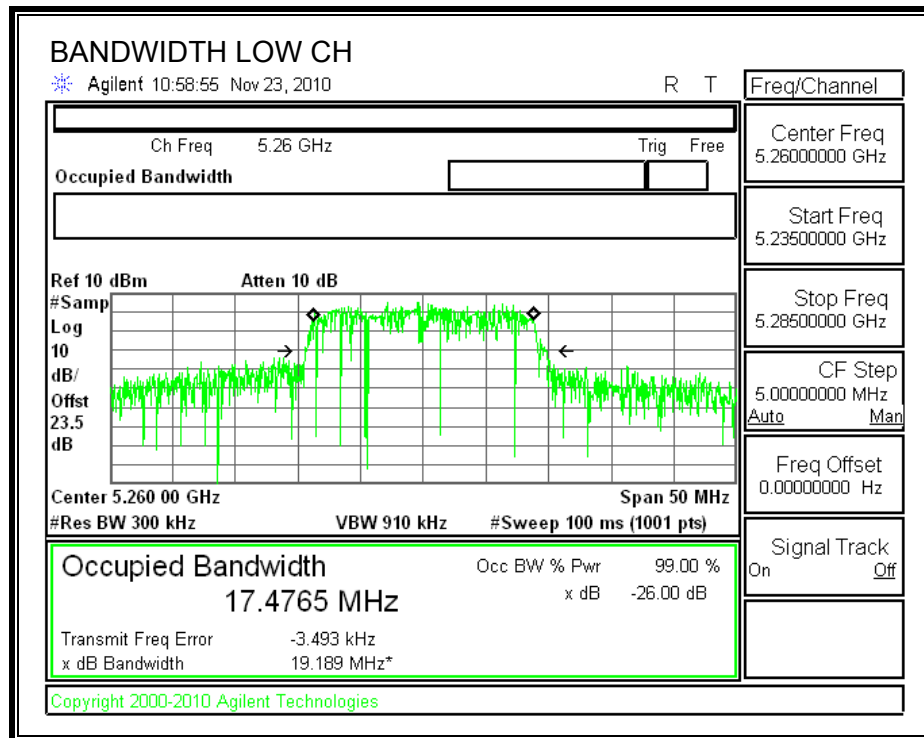 BANDWIDTH LOW CH
Agilent 10:58:55 Nov 23, 2010 R T
Ch Freq 5.26 GHz Trig Free
Occupied Bandwidth
Ref 10 dBm Atten 10 dB
#Samp
Log
10
dB/
Offst
23.5
dB
Center 5.260 00 GHz Span 50 MHz
#Res BW 300 kHz VBW 910 kHz #Sweep 100 ms (1001 pts)
Occupied Bandwidth Occ BW % Pwr 99.00 %
17.4765 MHz x dB -26.00 dB
Transmit Freq Error -3.493 kHz
x dB Bandwidth 19.189 MHz*
Copyright 2000-2010 Agilent Technologies
Freq/Channel
Center Freq
5.26000000 GHz
Start Freq
5.23500000 GHz
Stop Freq
5.28500000 GHz
CF Step
5.00000000 MHz
Auto Man
Freq Offset
0.00000000 Hz
Signal Track
On Off